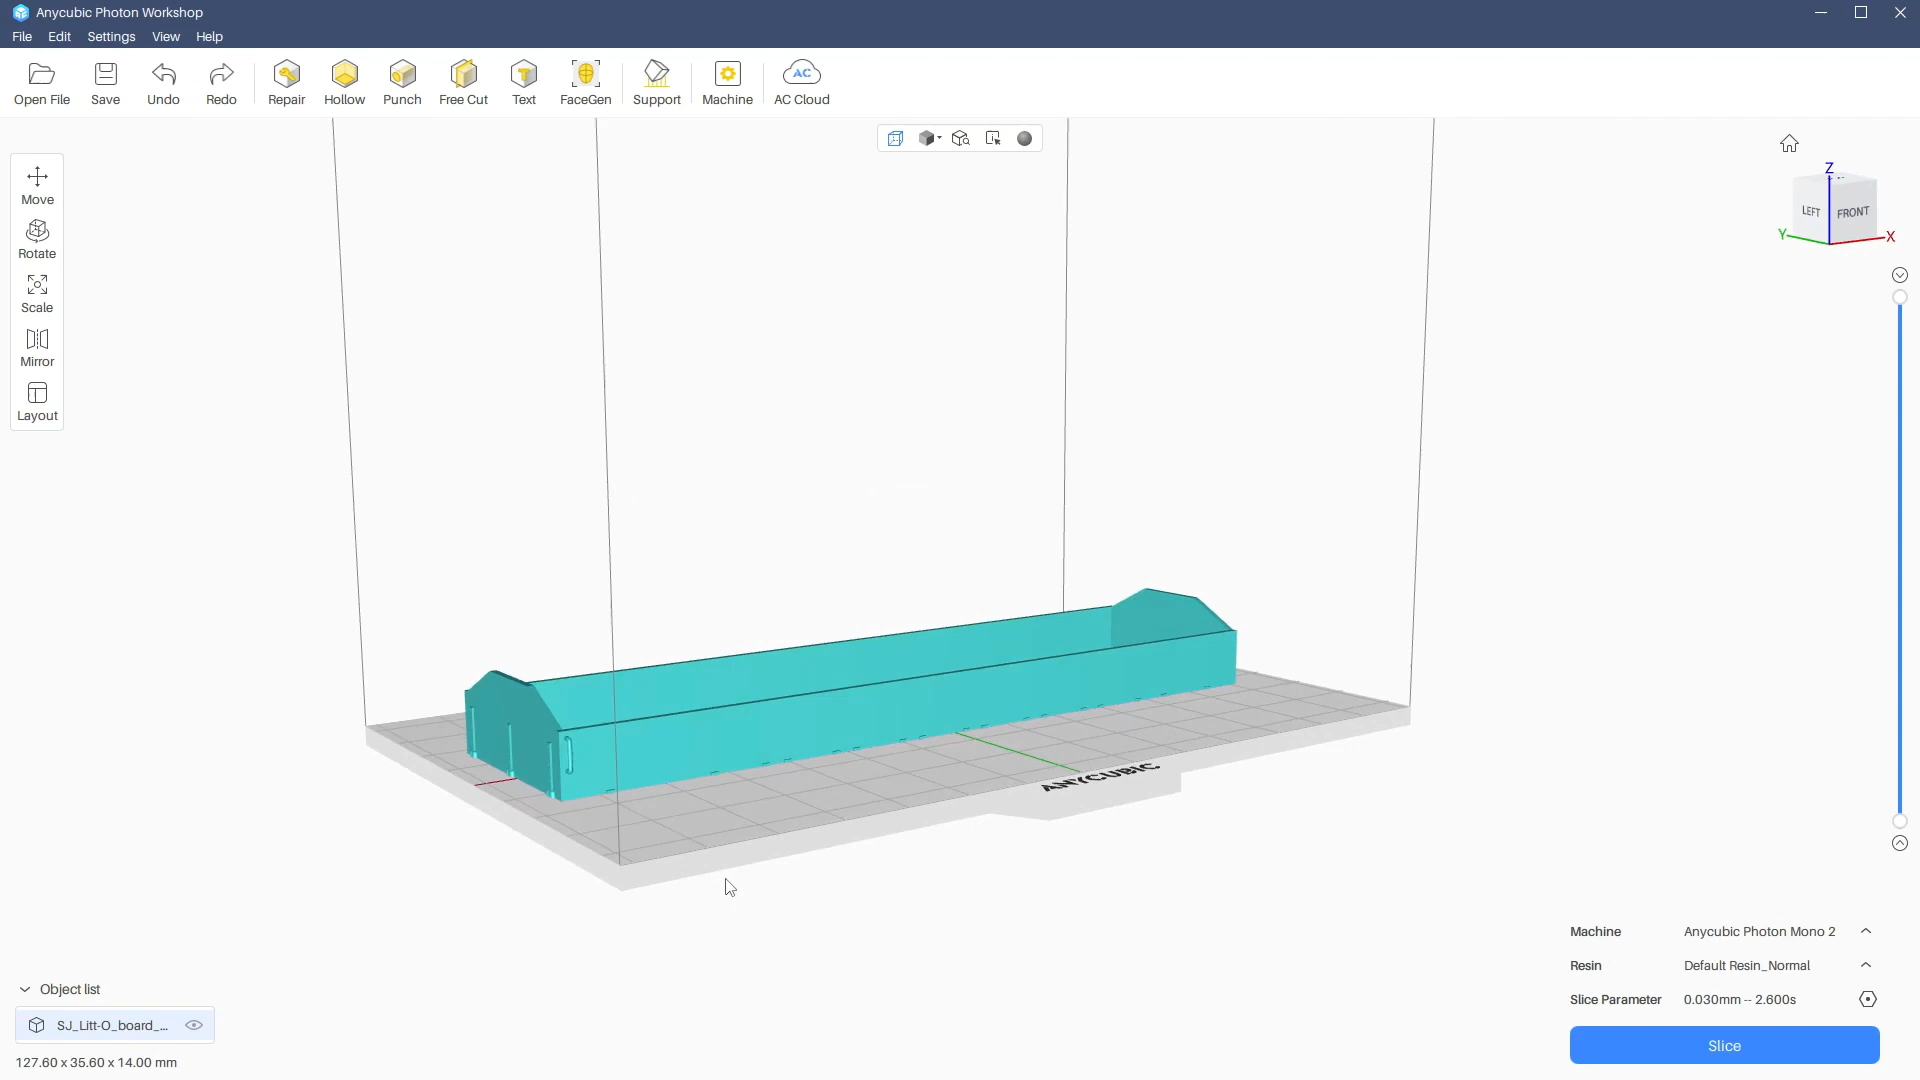 Anycubic Photon Workshop
File Edit Settings View Help
Open File Save Undo Redo Repair Hollow Punch Free Cut Text FaceGen Support Machine AC Cloud
AC
Move
Rotate
Scale
Mirror
Layout
Z
LEFT FRONT
Y X
ANYCUBIC
Machine Anycubic Photon Mono 2
Resin Default Resin_Normal
Slice Parameter 0.030mm -- 2.600s
Slice
Object list
SJ_Litt-O_board_...
127.60 x 35.60 x 14.00 mm